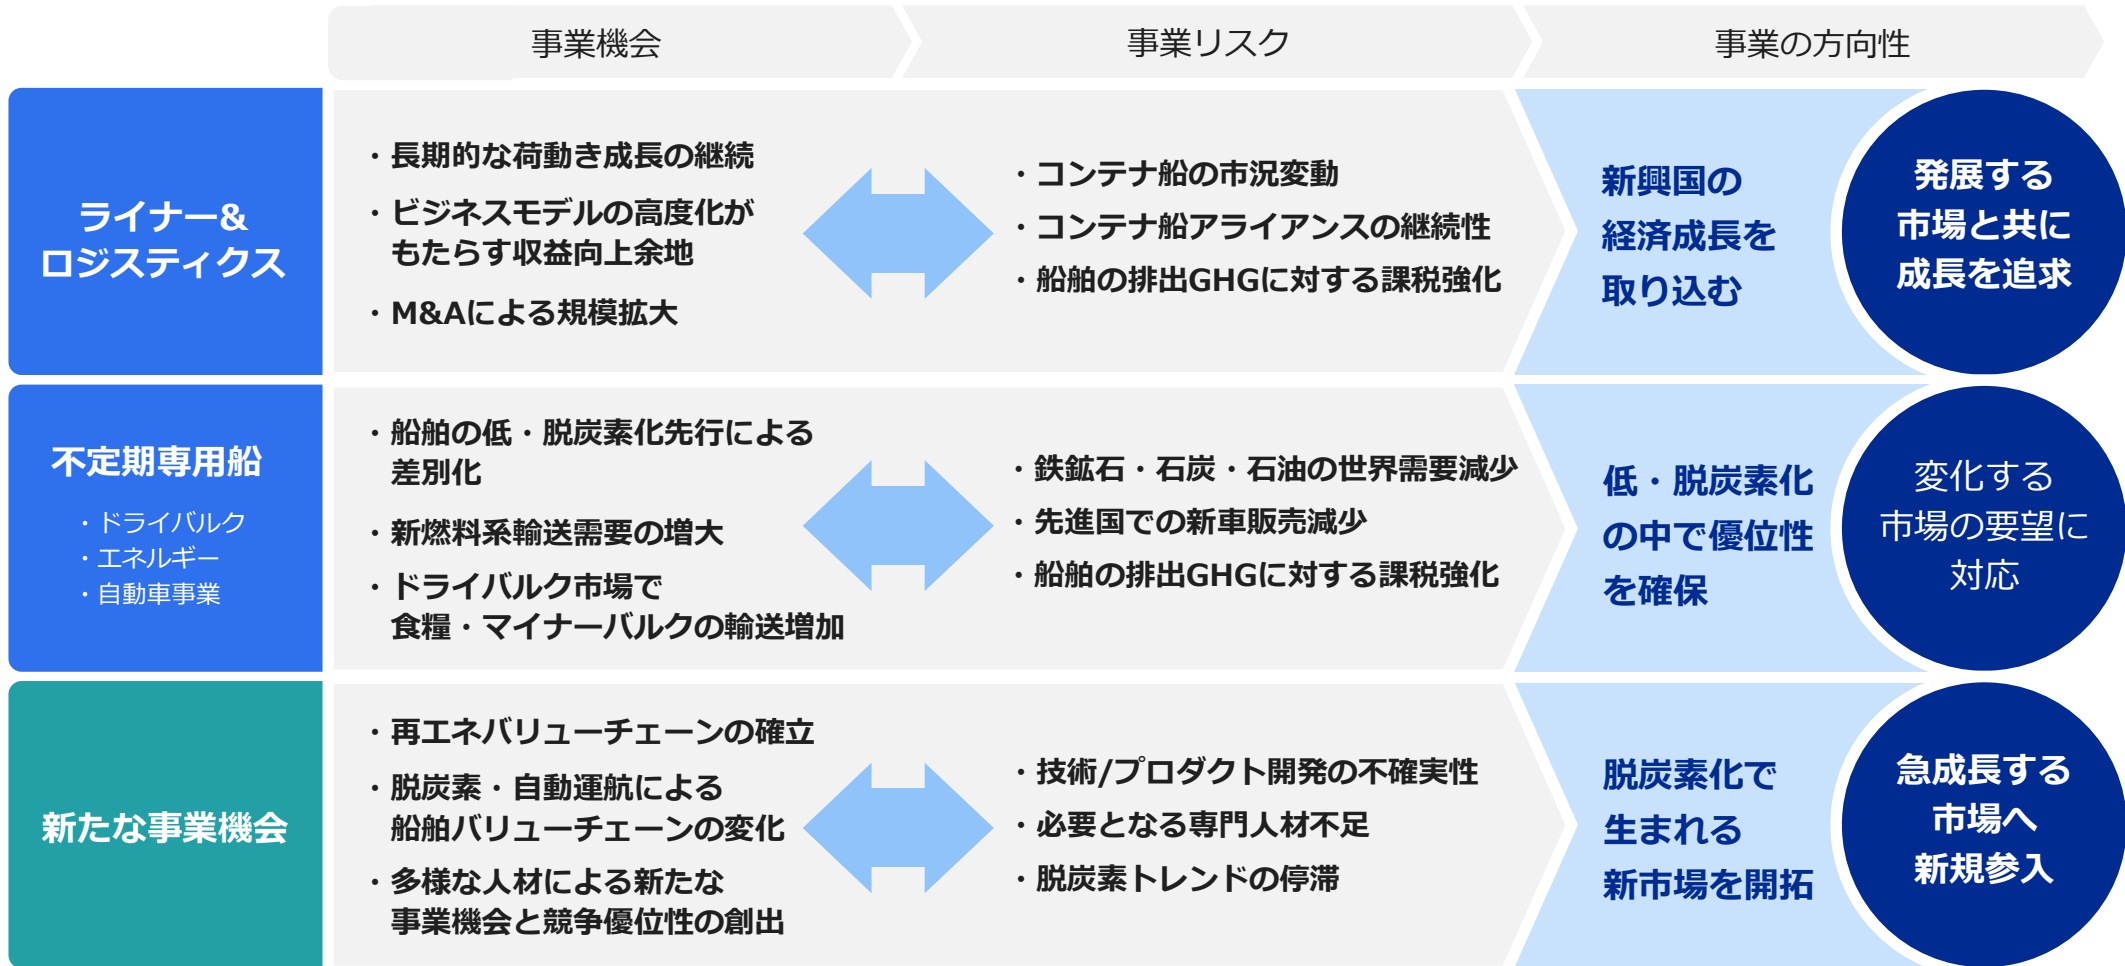 事業機会
事業リスク
事業の方向性
ライナー&
ロジスティクス
・長期的な荷動き成長の継続
・ビジネスモデルの高度化が
もたらす収益向上余地
・M&Aによる規模拡大
・コンテナ船の市況変動
・コンテナ船アライアンスの継続性
・船舶の排出GHGに対する課税強化
新興国の
経済成長を
取り込む
発展する
市場と共に
成長を追求
不定期専用船
・ドライバルク
・エネルギー
・自動車事業
・船舶の低・脱炭素化先行による
差別化
・新燃料系輸送需要の増大
・ドライバルク市場で
食糧・マイナーバルクの輸送増加
・鉄鉱石・石炭・石油の世界需要減少
・先進国での新車販売減少
・船舶の排出GHGに対する課税強化
低・脱炭素化
の中で優位性
を確保
変化する
市場の要望に
対応
新たな事業機会
・再エネバリューチェーンの確立
・脱炭素・自動運航による
船舶バリューチェーンの変化
・多様な人材による新たな
事業機会と競争優位性の創出
・技術/プロダクト開発の不確実性
・必要となる専門人材不足
・脱炭素トレンドの停滞
脱炭素化で
生まれる
新市場を開拓
急成長する
市場へ
新規参入